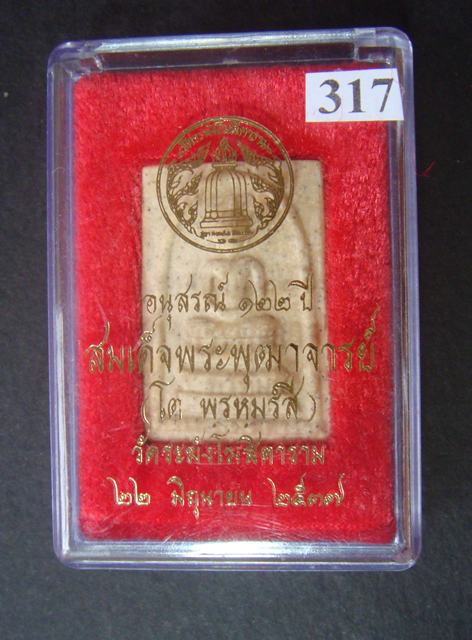 317
อนุสรณ์ ๑๒๒ ปี
สมเด็จพระพุฒาจารย์
(โต พรหมรังสี)
วัดระฆังโฆสิตาราม
๒๒ มิถุนายน ๒๕๓๗